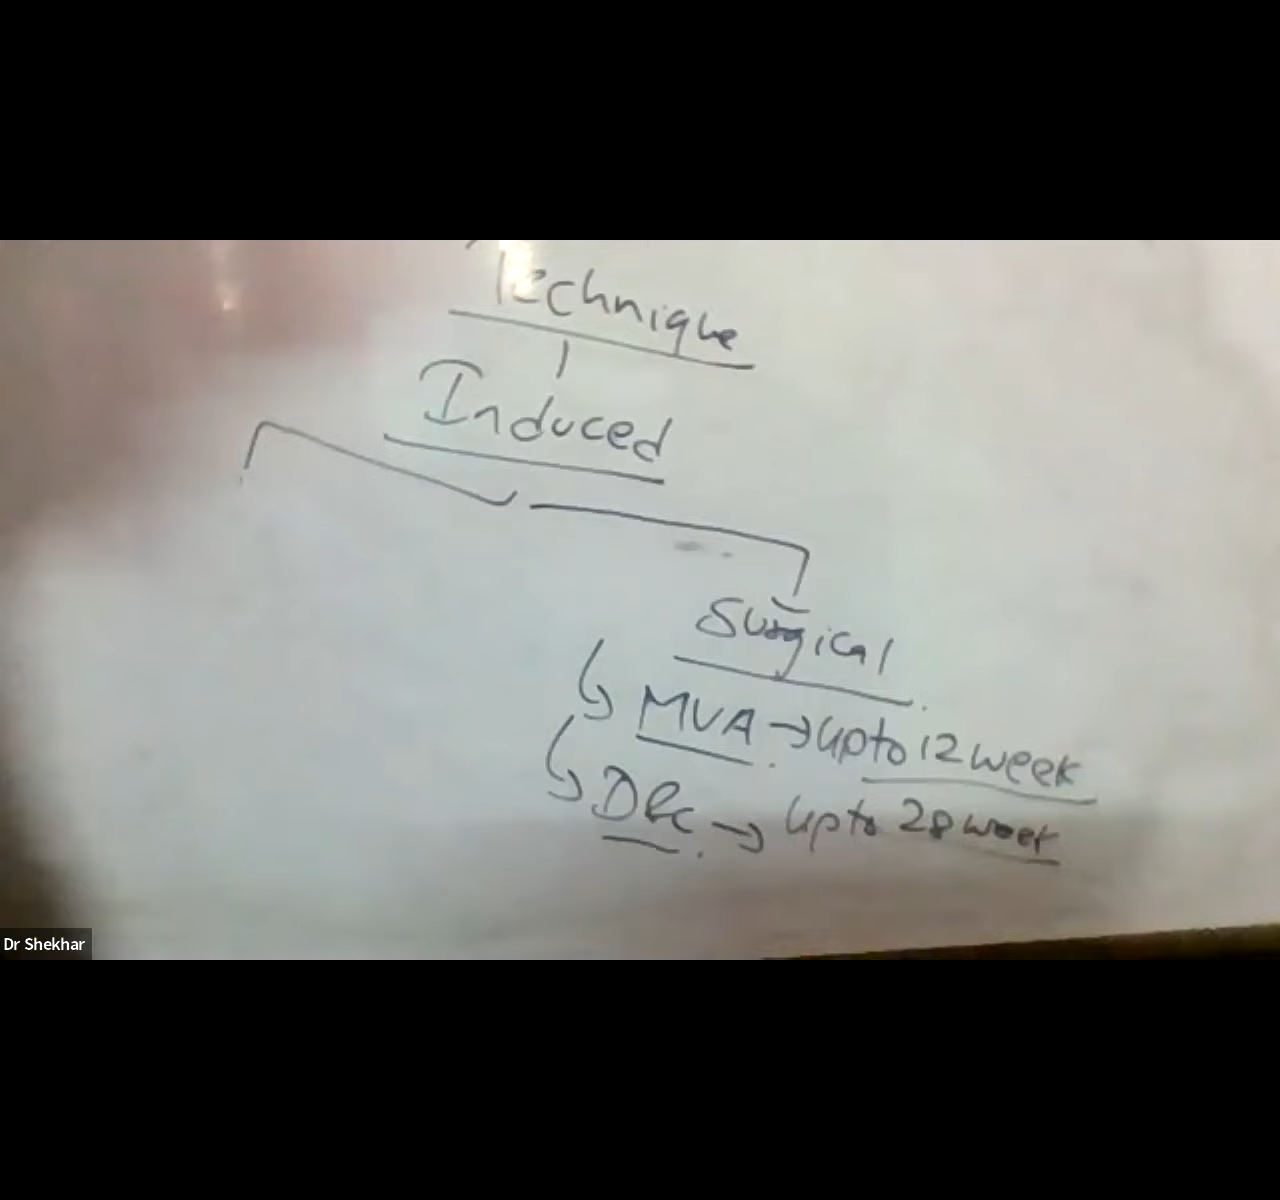 Technique
Induced
Surgical
MVA → upto 12 week
D&C → upto 28 week
Dr Shekhar